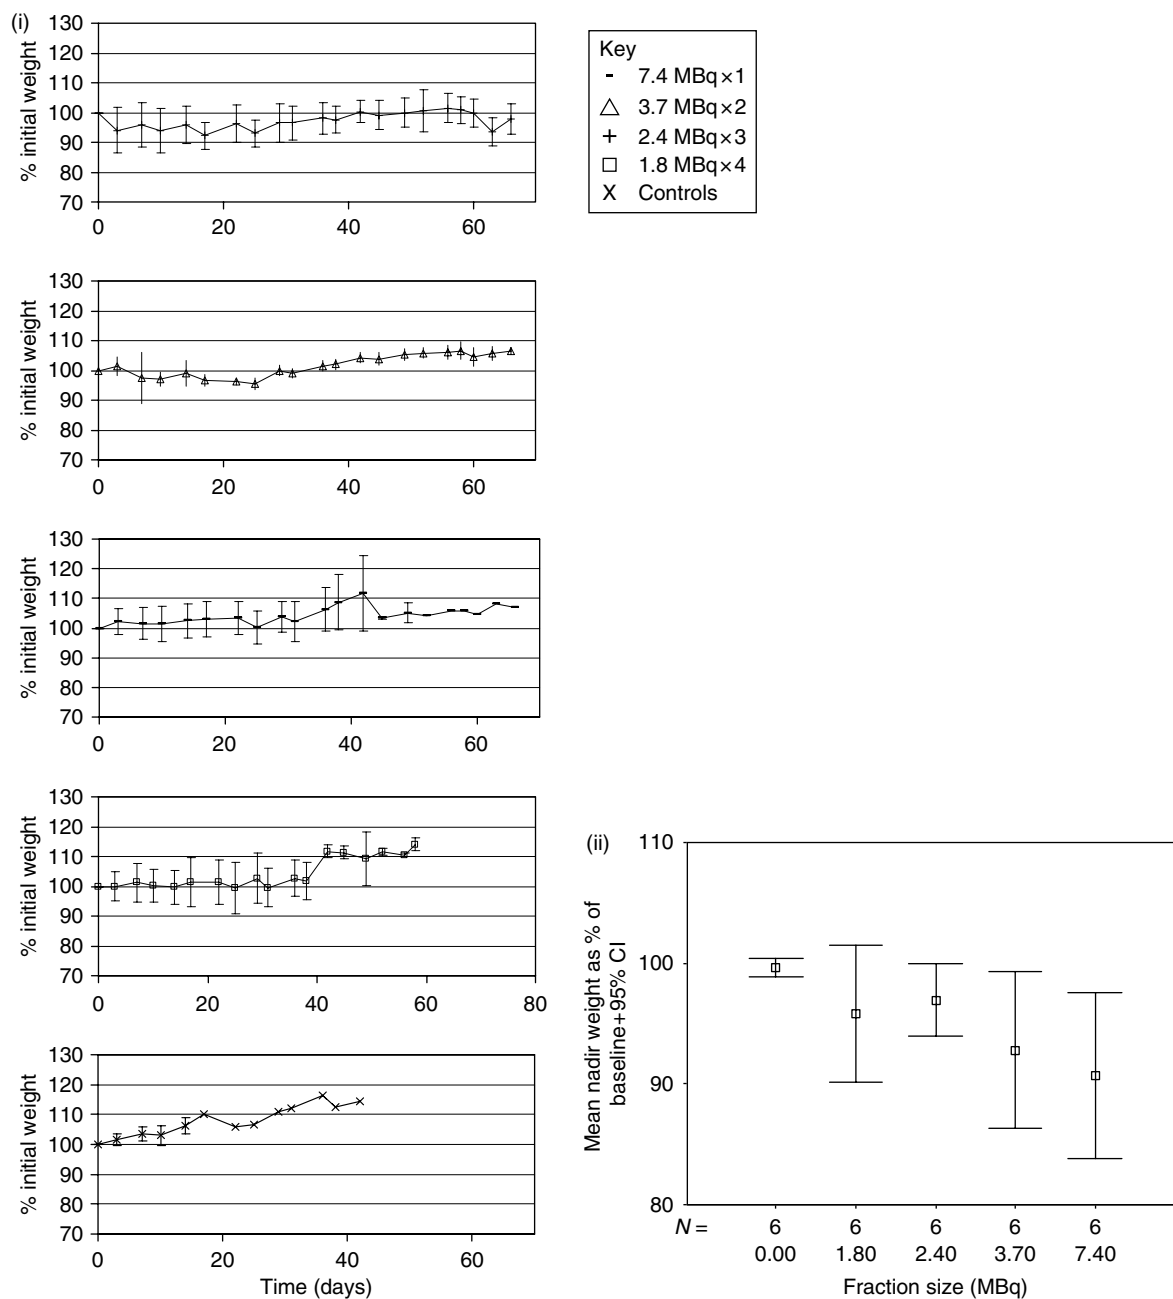 (i)
130
120
110
100
90
80
70
% initial weight
0 20 40 60
Key
- 7.4 MBq×1
△ 3.7 MBq×2
+ 2.4 MBq×3
□ 1.8 MBq×4
X Controls
130
120
110
100
90
80
70
% initial weight
0 20 40 60
130
120
110
100
90
80
70
% initial weight
0 20 40 60
130
120
110
100
90
80
70
% initial weight
0 20 40 60 80
130
120
110
100
90
80
70
% initial weight
0 20 40 60
Time (days)
(ii)
110
100
90
80
Mean nadir weight as % of
baseline+95% CI
N = 6 6 6 6 6
0.00 1.80 2.40 3.70 7.40
Fraction size (MBq)